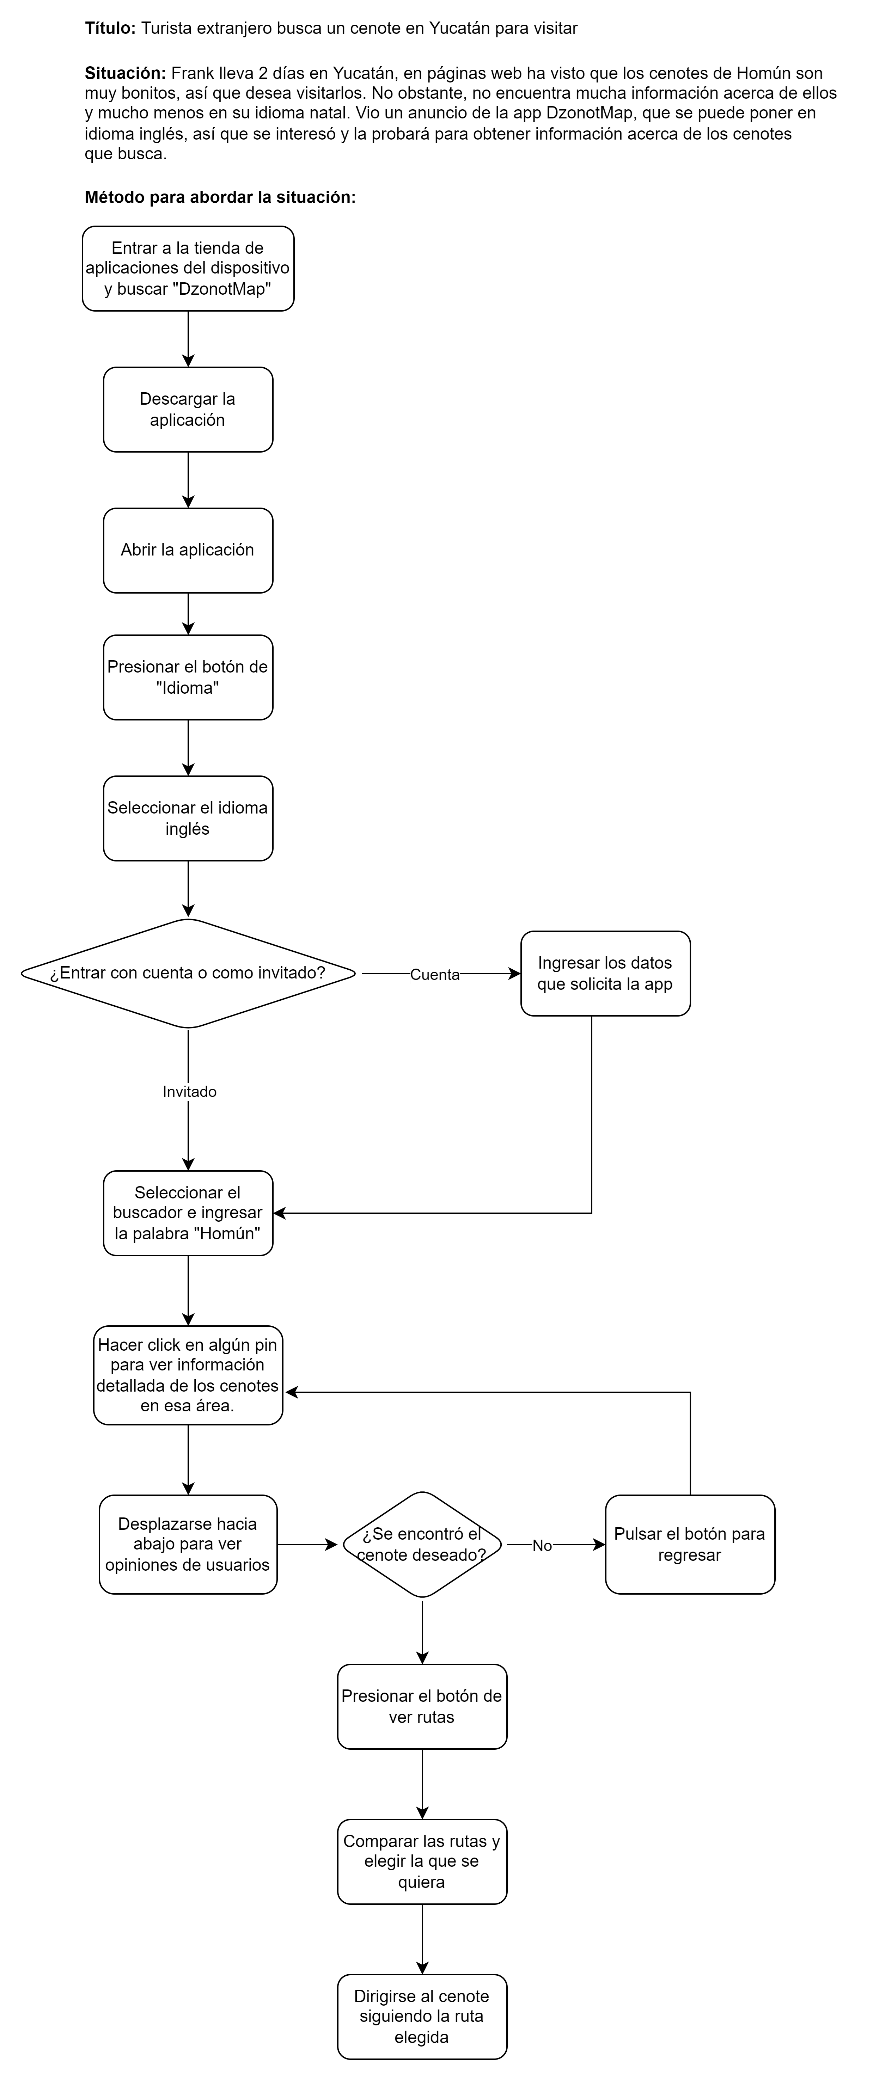 Título: Turista extranjero busca un cenote en Yucatán para visitar
Situación: Frank lleva 2 días en Yucatán, en páginas web ha visto que los cenotes de Homún son
muy bonitos, así que desea visitarlos. No obstante, no encuentra mucha información acerca de ellos
y mucho menos en su idioma natal. Vio un anuncio de la app DzonotMap, que se puede poner en
idioma inglés, así que se interesó y la probará para obtener información acerca de los cenotes
que busca.
Método para abordar la situación:
Entrar a la tienda de
aplicaciones del dispositivo
y buscar "DzonotMap"
Descargar la
aplicación
Abrir la aplicación
Presionar el botón de
"Idioma"
Seleccionar el idioma
inglés
¿Entrar con cuenta o como invitado?
Cuenta
Ingresar los datos
que solicita la app
Invitado
Seleccionar el
buscador e ingresar
la palabra "Homún"
Hacer click en algún pin
para ver información
detallada de los cenotes
en esa área.
Desplazarse hacia
abajo para ver
opiniones de usuarios
¿Se encontró el
cenote deseado?
No
Pulsar el botón para
regresar
Presionar el botón de
ver rutas
Comparar las rutas y
elegir la que se
quiera
Dirigirse al cenote
siguiendo la ruta
elegida